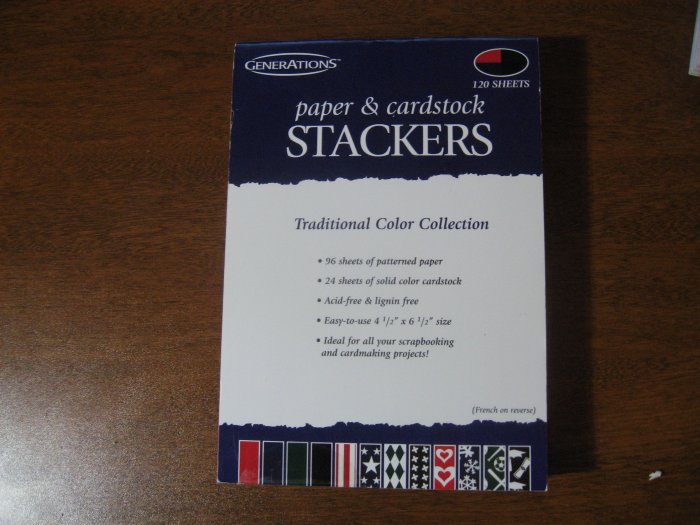 GENERATIONS™
120 SHEETS
paper & cardstock
STACKERS
Traditional Color Collection
• 96 sheets of patterned paper
• 24 sheets of solid color cardstock
• Acid-free & lignin free
• Easy-to-use 4 1/2" x 6 1/2" size
• Ideal for all your scrapbooking
and cardmaking projects!
(French on reverse)